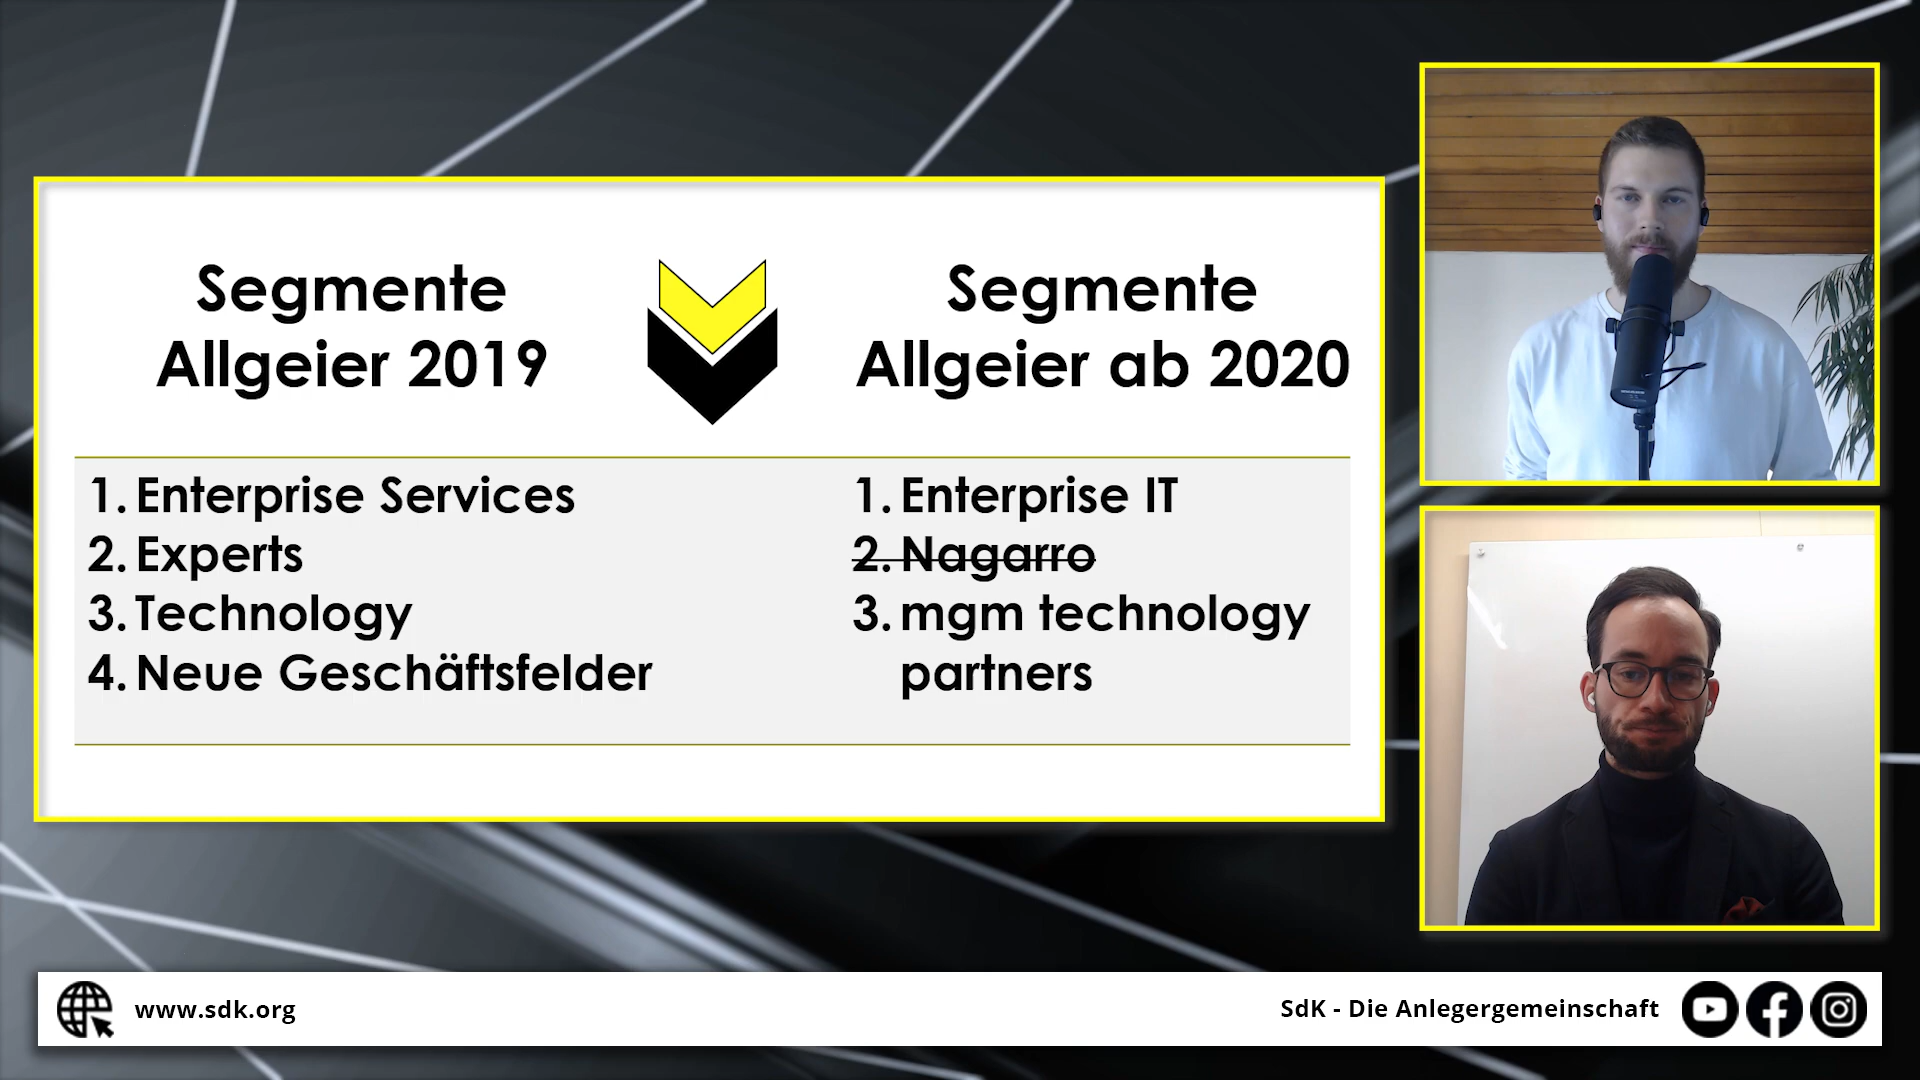 Segmente
Allgeier 2019
Segmente
Allgeier ab 2020
1. Enterprise Services
2. Experts
3. Technology
4. Neue Geschäftsfelder
1. Enterprise IT
2. Nagarro
3. mgm technology
partners
www.sdk.org
SdK - Die Anlegergemeinschaft